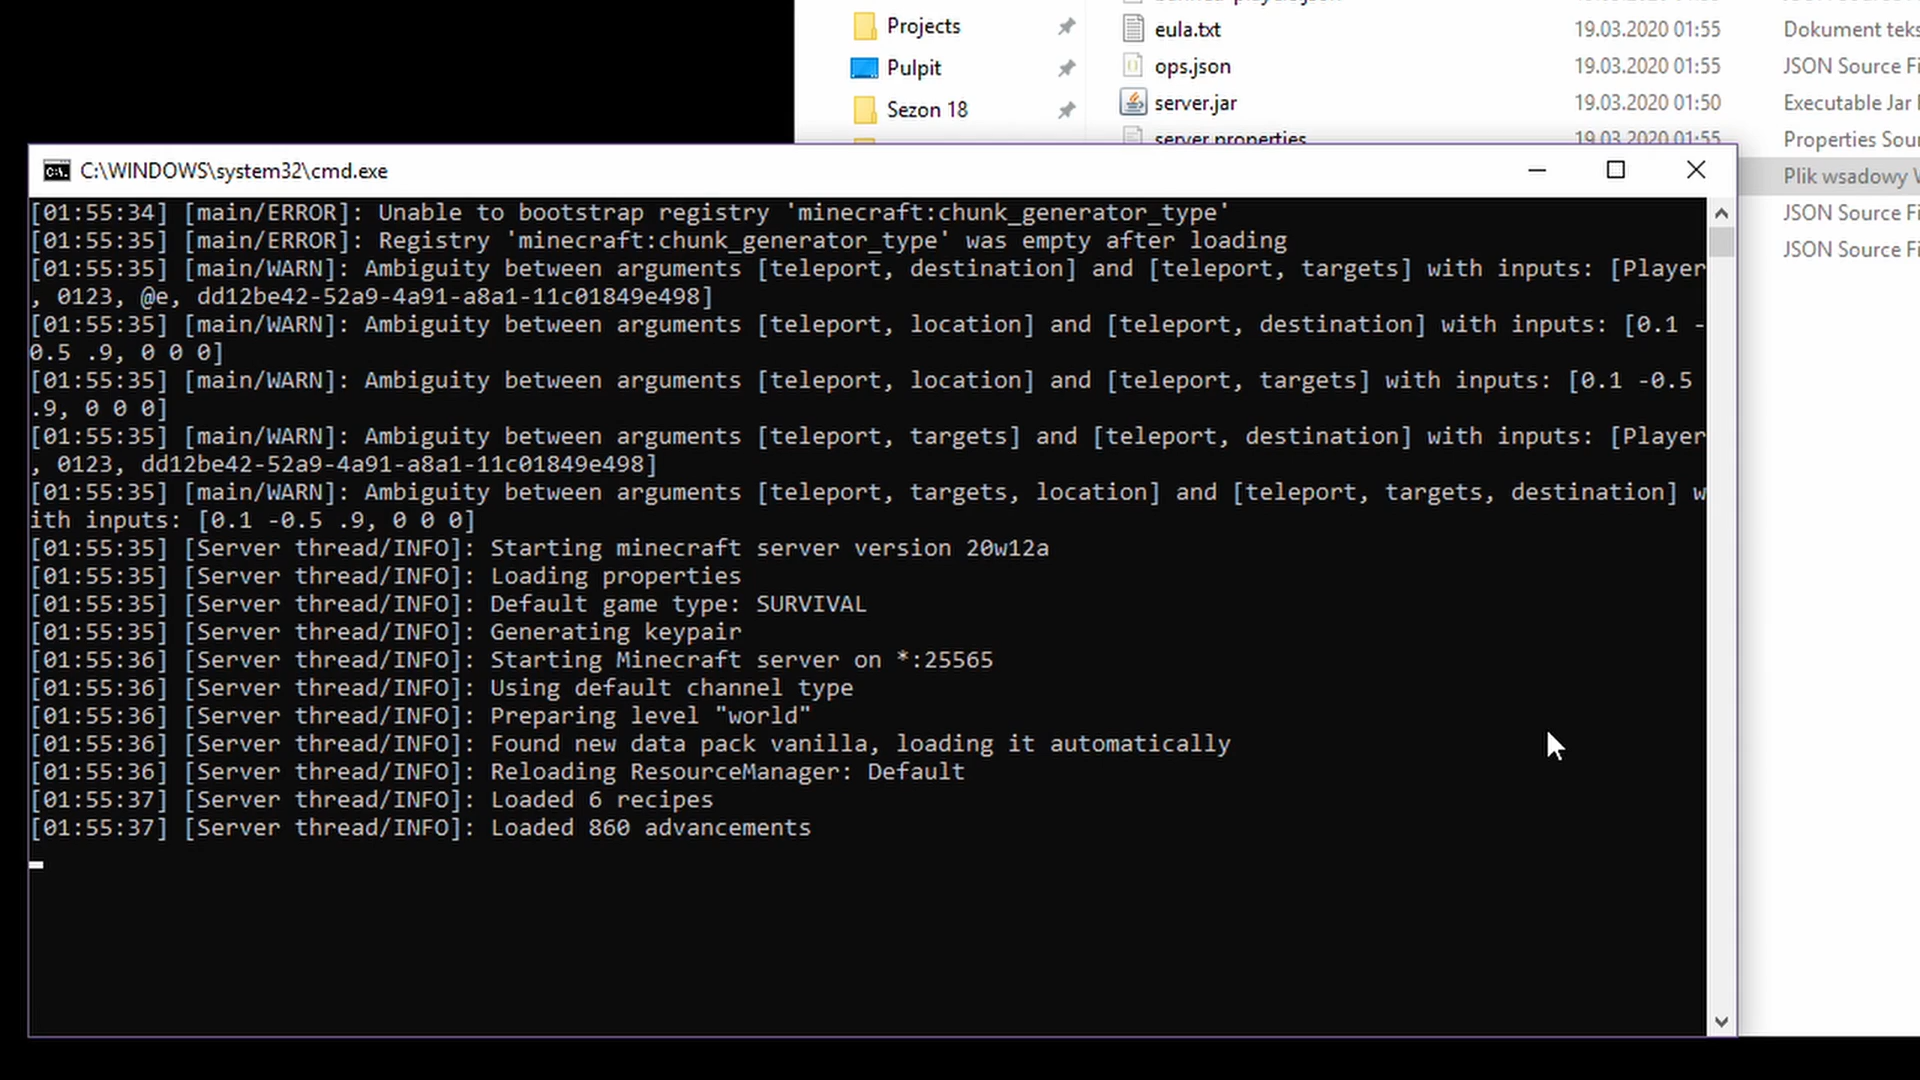 Projects
eula.txt
19.03.2020 01:55
Dokument teks
Pulpit
ops.json
19.03.2020 01:55
JSON Source Fi
Sezon 18
server.jar
19.03.2020 01:50
Executable Jar
server.properties
19.03.2020 01:55
Properties Sour
C:\WINDOWS\system32\cmd.exe
Plik wsadowy W
JSON Source Fi
JSON Source Fi
[01:55:34] [main/ERROR]: Unable to bootstrap registry 'minecraft:chunk_generator_type'
[01:55:35] [main/ERROR]: Registry 'minecraft:chunk_generator_type' was empty after loading
[01:55:35] [main/WARN]: Ambiguity between arguments [teleport, destination] and [teleport, targets] with inputs: [Player
, 0123, @e, dd12be42-52a9-4a91-a8a1-11c01849e498]
[01:55:35] [main/WARN]: Ambiguity between arguments [teleport, location] and [teleport, destination] with inputs: [0.1 -
0.5 .9, 0 0 0]
[01:55:35] [main/WARN]: Ambiguity between arguments [teleport, location] and [teleport, targets] with inputs: [0.1 -0.5
.9, 0 0 0]
[01:55:35] [main/WARN]: Ambiguity between arguments [teleport, targets] and [teleport, destination] with inputs: [Player
, 0123, dd12be42-52a9-4a91-a8a1-11c01849e498]
[01:55:35] [main/WARN]: Ambiguity between arguments [teleport, targets, location] and [teleport, targets, destination] w
ith inputs: [0.1 -0.5 .9, 0 0 0]
[01:55:35] [Server thread/INFO]: Starting minecraft server version 20w12a
[01:55:35] [Server thread/INFO]: Loading properties
[01:55:35] [Server thread/INFO]: Default game type: SURVIVAL
[01:55:35] [Server thread/INFO]: Generating keypair
[01:55:36] [Server thread/INFO]: Starting Minecraft server on *:25565
[01:55:36] [Server thread/INFO]: Using default channel type
[01:55:36] [Server thread/INFO]: Preparing level "world"
[01:55:36] [Server thread/INFO]: Found new data pack vanilla, loading it automatically
[01:55:36] [Server thread/INFO]: Reloading ResourceManager: Default
[01:55:37] [Server thread/INFO]: Loaded 6 recipes
[01:55:37] [Server thread/INFO]: Loaded 860 advancements